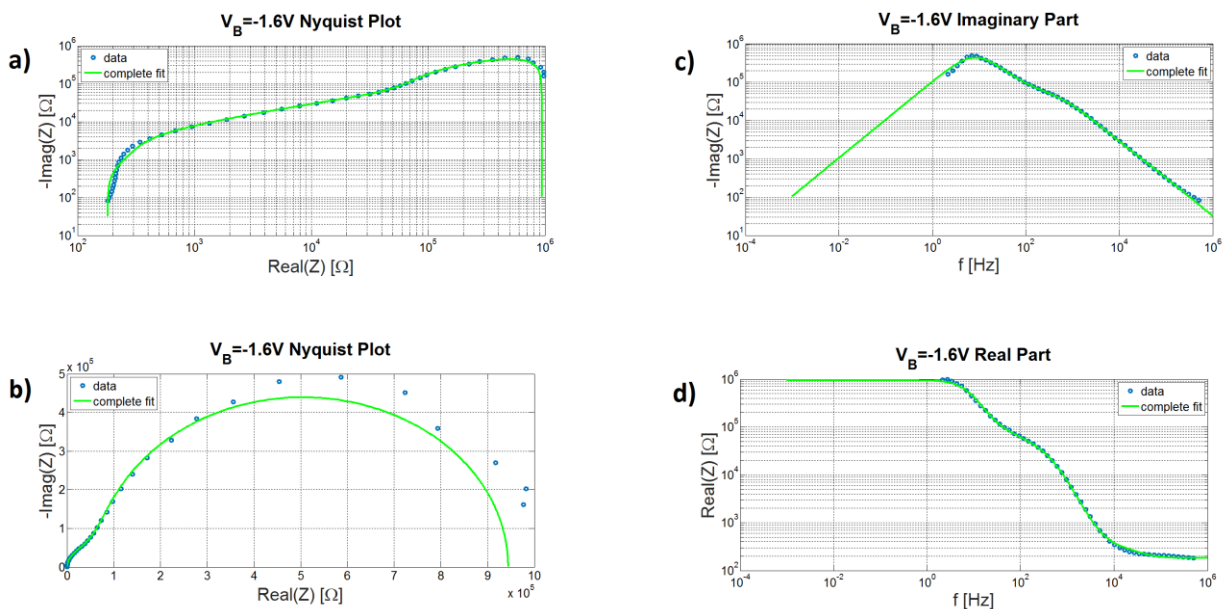 a)
V_B=-1.6V Nyquist Plot
10^6
10^5
10^4
10^3
10^2
10^1
-Imag(Z) [Ω]
data
complete fit
10^2 10^3 10^4 10^5 10^6
Real(Z) [Ω]
c)
V_B=-1.6V Imaginary Part
10^6
10^5
10^4
10^3
10^2
10^1
-Imag(Z) [Ω]
data
complete fit
10^-4 10^-2 10^0 10^2 10^4 10^6
f [Hz]
b)
V_B=-1.6V Nyquist Plot
x 10^5
5
4
3
2
1
0
-Imag(Z) [Ω]
data
complete fit
0 1 2 3 4 5 6 7 8 9 10
Real(Z) [Ω]
x 10^5
d)
V_B=-1.6V Real Part
10^6
10^5
10^4
10^3
10^2
Real(Z) [Ω]
data
complete fit
10^-4 10^-2 10^0 10^2 10^4 10^6
f [Hz]